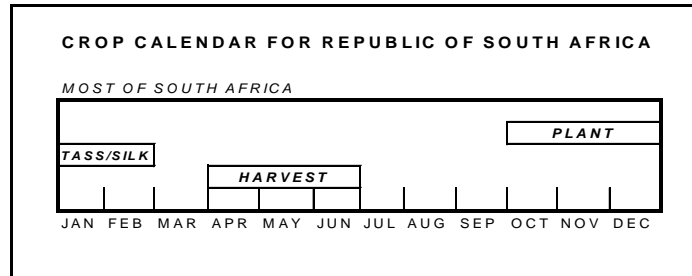 CROP CALENDAR FOR REPUBLIC OF SOUTH AFRICA
MOST OF SOUTH AFRICA
PLANT
TASS/SILK
HARVEST
JAN FEB MAR APR MAY JUN JUL AUG SEP OCT NOV DEC